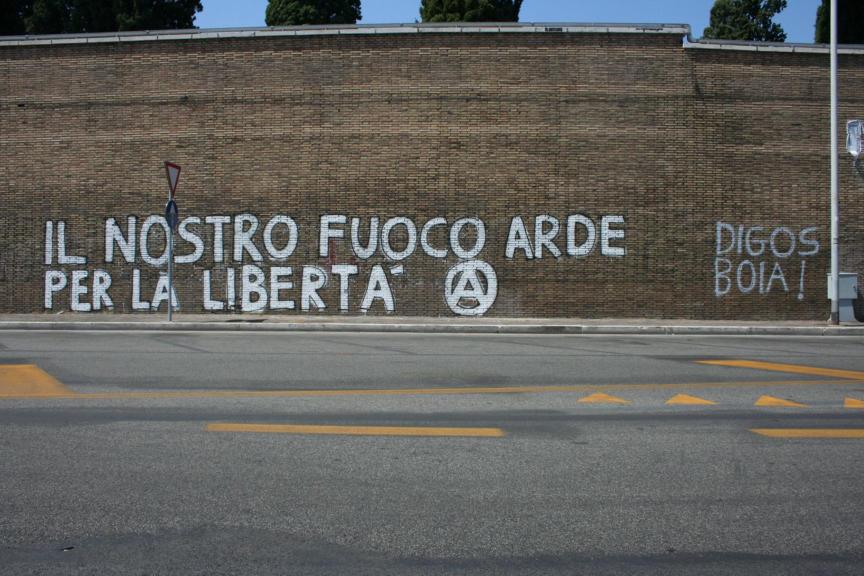 IL NOSTRO FUOCO ARDE
PER LA LIBERTA'
DIGOS
BOIA!